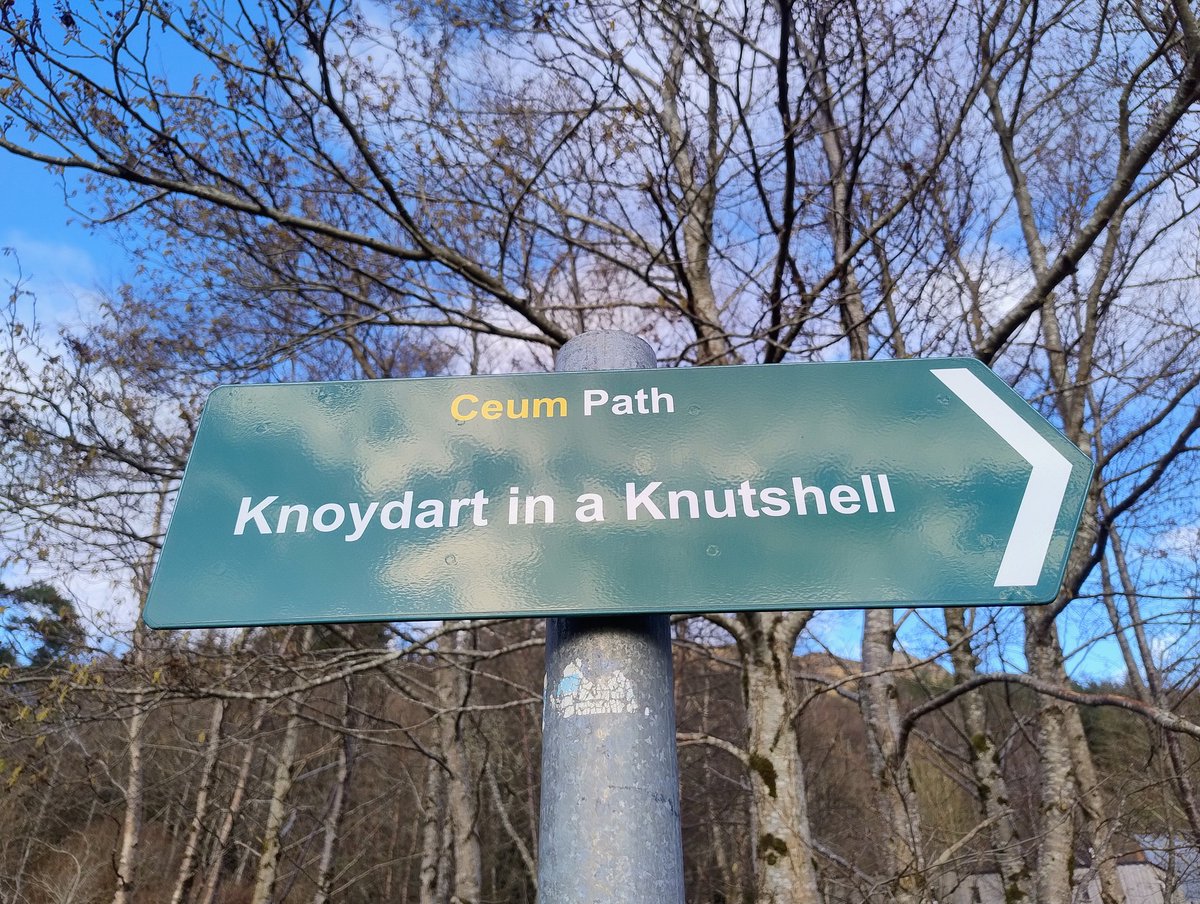 Ceum Path
Knoydart in a Knutshell